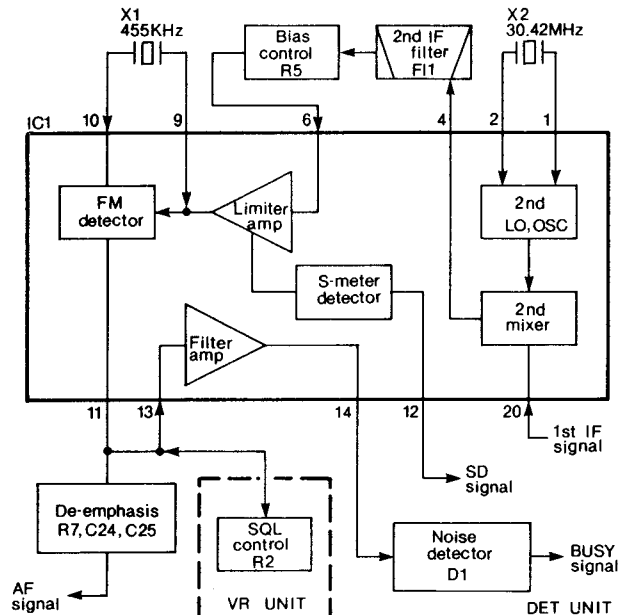 X1
455KHz
X2
30.42MHz
Bias
control
R5
2nd IF
filter
FI1
IC1
10
9
6
4
2
1
FM
detector
Limiter
amp
2nd
LO,OSC
S-meter
detector
2nd
mixer
Filter
amp
11
13
14
12
20
1st IF
signal
SD
signal
De-emphasis
R7,C24,C25
SQL
control
R2
Noise
detector
D1
BUSY
signal
AF
signal
VR UNIT
DET UNIT